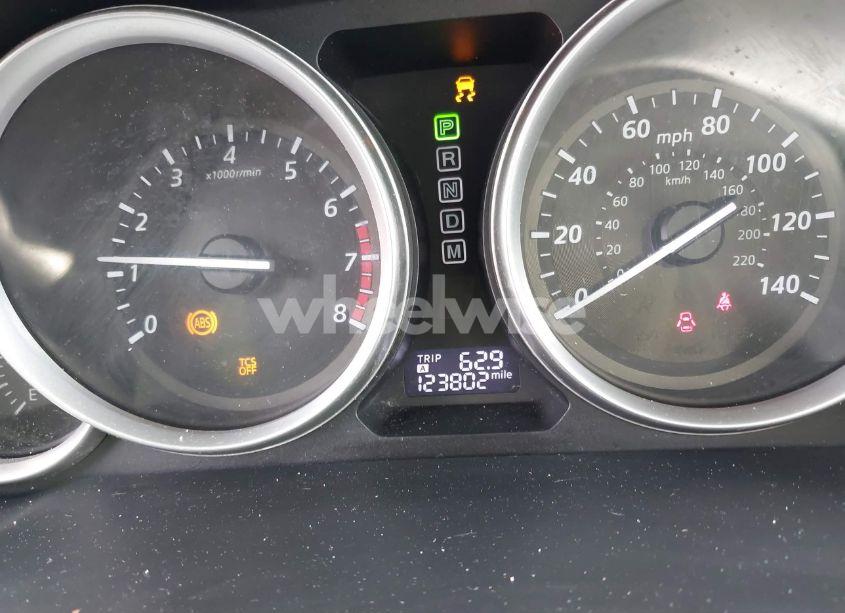 0 1 2 3 4 5 6 7 8
x1000r/min
ABS
TCS
OFF
E
P
R
N
D
M
TRIP A 62.9
123802 mile
0 20 40 60 80 100 120 140
mph
0 20 40 60 80 100 120 140 160 180 200 220
km/h
wheelwire